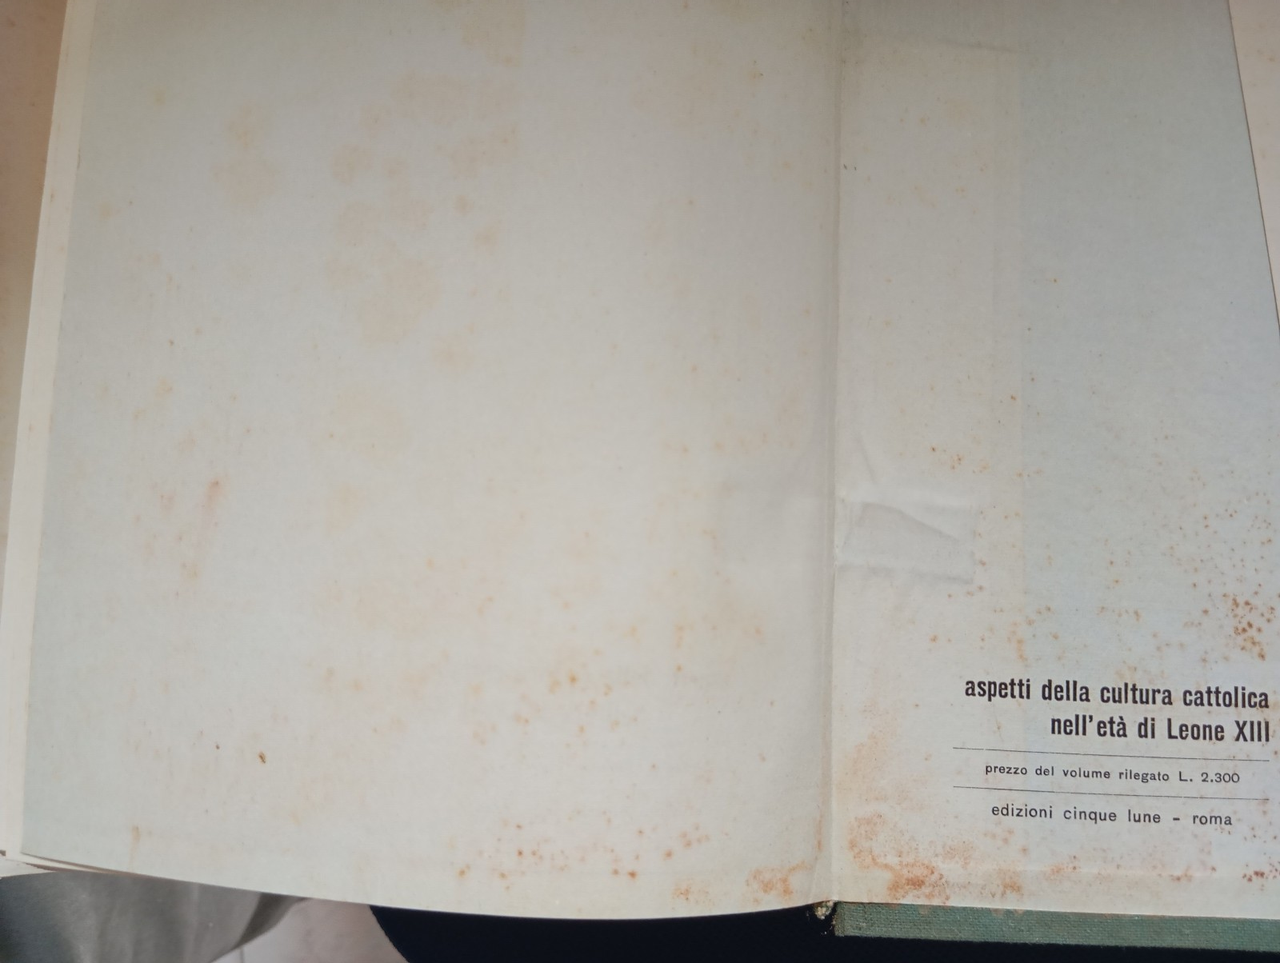 aspetti della cultura cattolica
nell'età di Leone XIII
prezzo del volume rilegato L. 2.300
edizioni cinque lune - roma